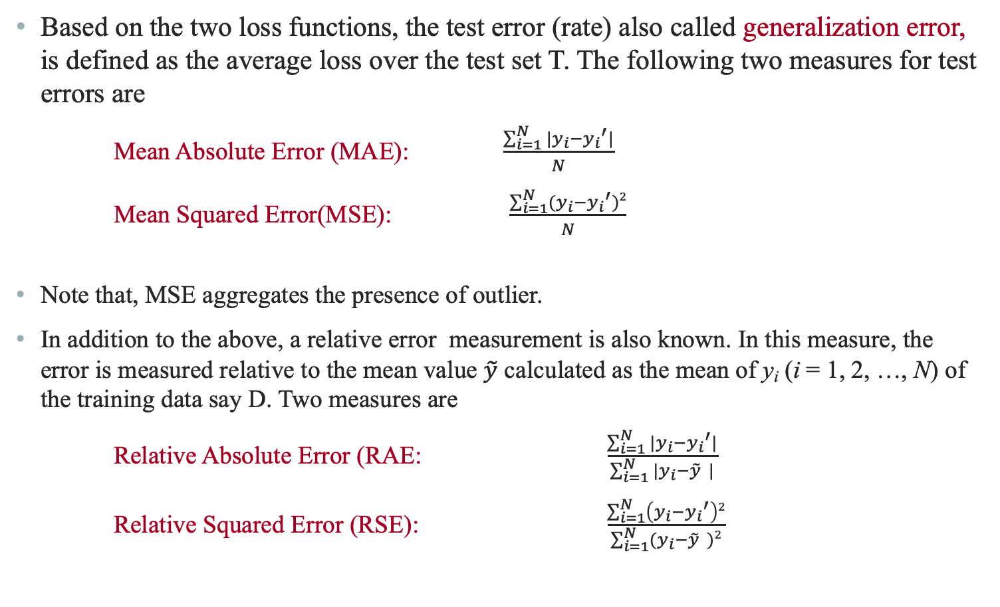 • Based on the two loss functions, the test error (rate) also called generalization error,
is defined as the average loss over the test set T. The following two measures for test
errors are
Mean Absolute Error (MAE): $\frac{\sum_{i=1}^{N} |y_i - y_i'|}{N}$
Mean Squared Error(MSE): $\frac{\sum_{i=1}^{N} (y_i - y_i')^2}{N}$
• Note that, MSE aggregates the presence of outlier.
• In addition to the above, a relative error  measurement is also known. In this measure, the
error is measured relative to the mean value ỹ calculated as the mean of $y_i$ (i = 1, 2, …, N) of
the training data say D. Two measures are
Relative Absolute Error (RAE: $\frac{\sum_{i=1}^{N} |y_i - y_i'|}{\sum_{i=1}^{N} |y_i - ỹ|}$
Relative Squared Error (RSE): $\frac{\sum_{i=1}^{N} (y_i - y_i')^2}{\sum_{i=1}^{N} (y_i - ỹ)^2}$